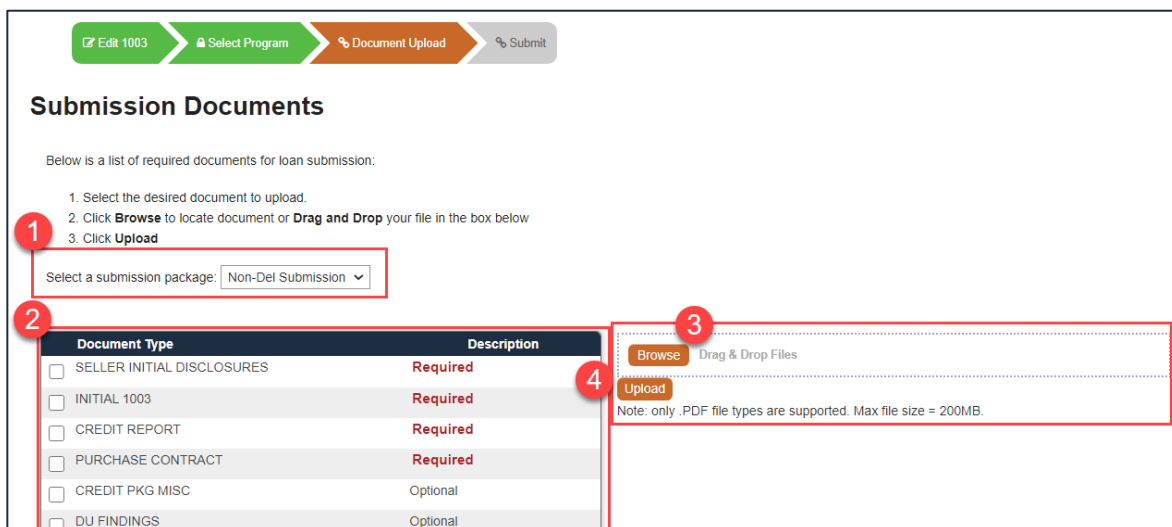 Edit 1003 Select Program Document Upload Submit
Submission Documents
Below is a list of required documents for loan submission:
1. Select the desired document to upload.
2. Click Browse to locate document or Drag and Drop your file in the box below
3. Click Upload
1
Select a submission package: Non-Del Submission
2
3
4
Document Type Description
SELLER INITIAL DISCLOSURES Required
INITIAL 1003 Required
CREDIT REPORT Required
PURCHASE CONTRACT Required
CREDIT PKG MISC Optional
DU FINDINGS Optional
Browse Drag & Drop Files
Upload
Note: only .PDF file types are supported. Max file size = 200MB.